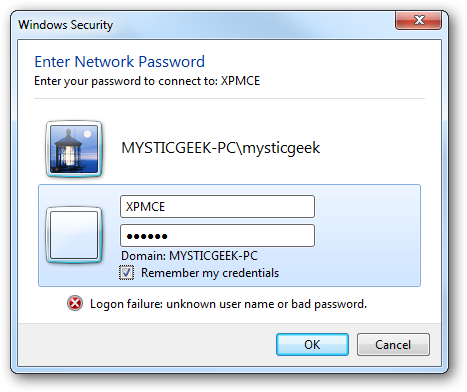 Windows Security
Enter Network Password
Enter your password to connect to: XPMCE
MYSTICGEEK-PC\mysticgeek
XPMCE
••••••
Domain: MYSTICGEEK-PC
Remember my credentials
Logon failure: unknown user name or bad password.
OK
Cancel